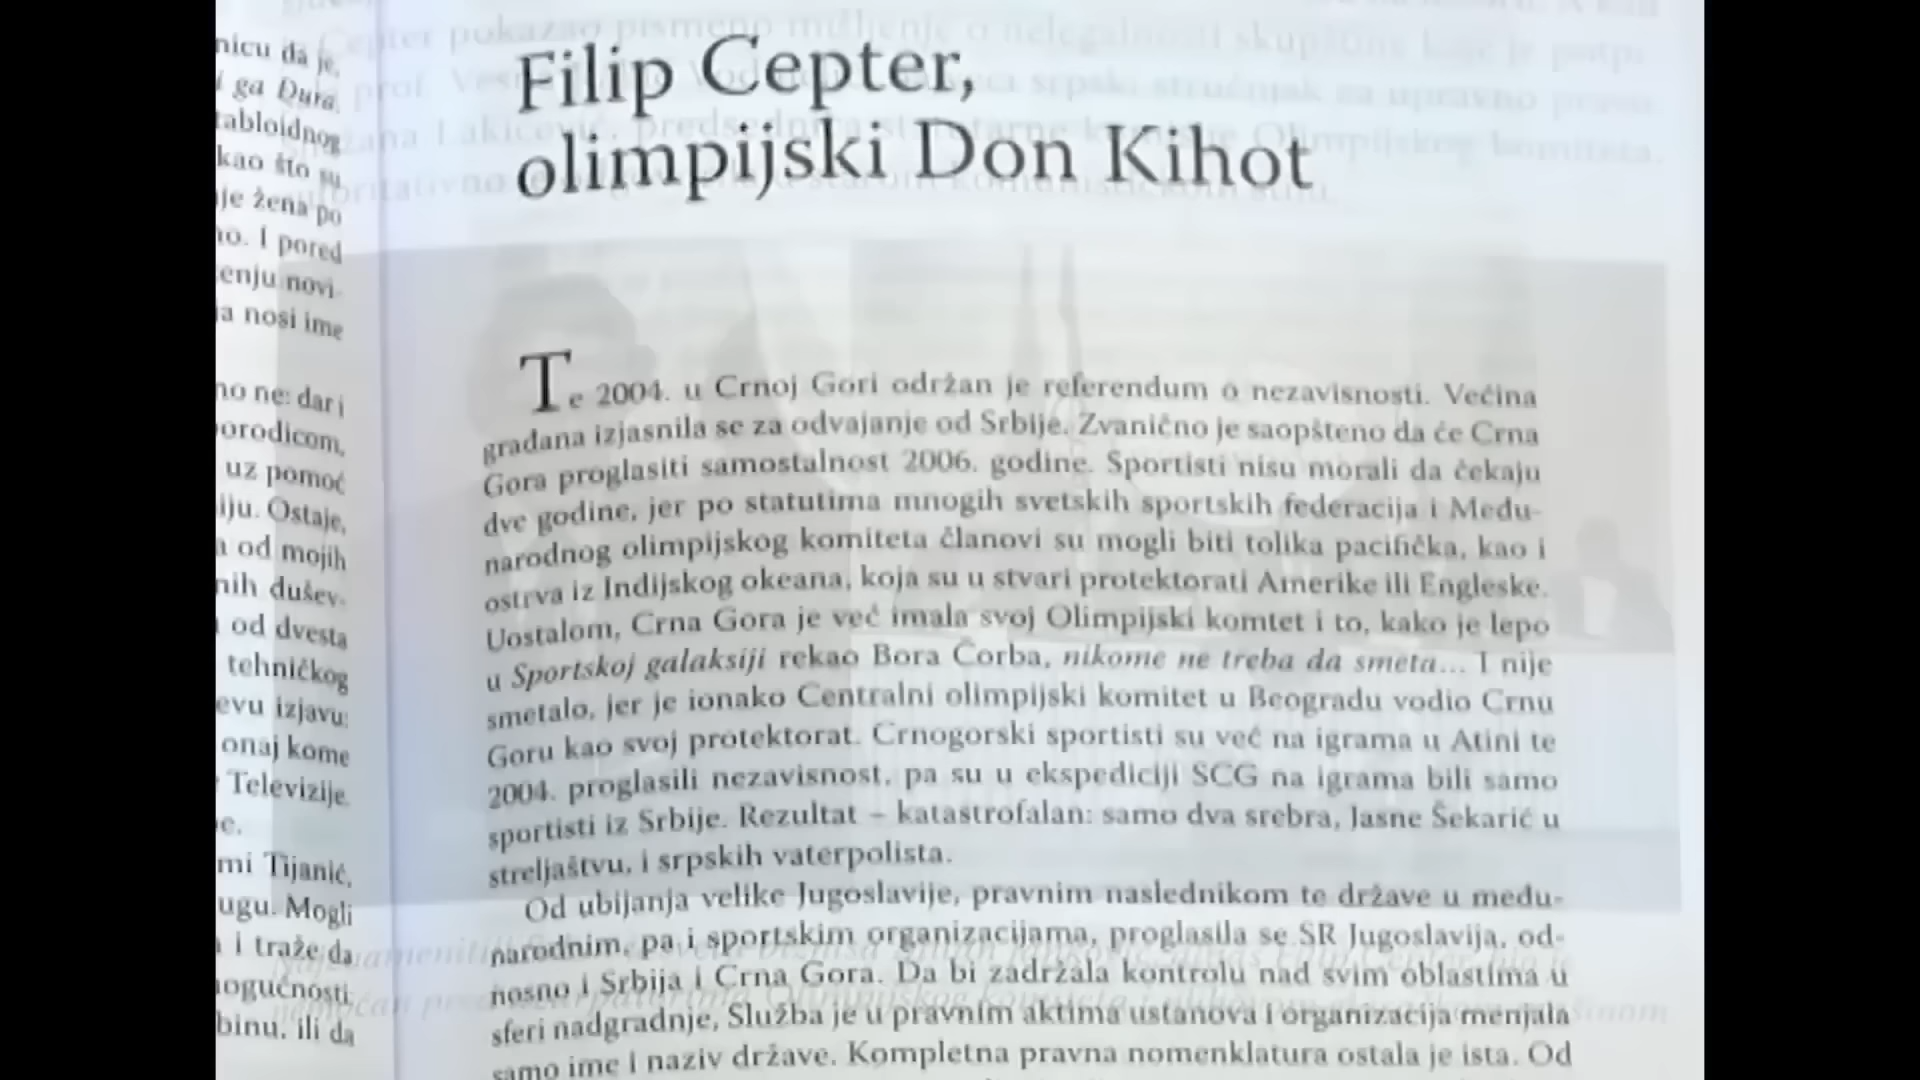 nicu da je,
i ga Đura,
tabloidnog
kao što su
je žena po
no. I pored
enju novi-
a nosi ime
no ne: dar i
orodicom,
uz pomoć
iju. Ostaje,
a od mojih
nih dušev-
od dvesta
tehničkog
evu izjavu:
onaj kome
Televizije
e.
mi Tijanić,
ugu. Mogli
i traže da
ogućnosti
binu, ili da
Filip Cepter,
olimpijski Don Kihot
Te 2004. u Crnoj Gori održan je referendum o nezavisnosti. Većina
građana izjasnila se za odvajanje od Srbije. Zvanično je saopšteno da će Crna
Gora proglasiti samostalnost 2006. godine. Sportisti nisu morali da čekaju
dve godine, jer po statutima mnogih svetskih sportskih federacija i Među-
narodnog olimpijskog komiteta članovi su mogli biti tolika pacifička, kao i
ostrva iz Indijskog okeana, koja su u stvari protektorati Amerike ili Engleske.
Uostalom, Crna Gora je već imala svoj Olimpijski komtet i to, kako je lepo
u Sportskoj galaksiji rekao Bora Čorba, nikome ne treba da smeta... I nije
smetalo, jer je ionako Centralni olimpijski komitet u Beogradu vodio Crnu
Goru kao svoj protektorat. Crnogorski sportisti su već na igrama u Atini te
2004. proglasili nezavisnost, pa su u ekspediciji SCG na igrama bili samo
sportisti iz Srbije. Rezultat – katastrofalan: samo dva srebra, Jasne Šekarić u
streljaštvu, i srpskih vaterpolista.
Od ubijanja velike Jugoslavije, pravnim naslednikom te države u među-
narodnim, pa i sportskim organizacijama, proglasila se SR Jugoslavija, od-
nosno i Srbija i Crna Gora. Da bi zadržala kontrolu nad svim oblastima u
sferi nadgradnje, Služba je u pravnim aktima ustanova i organizacija menjala
samo ime i naziv države. Kompletna pravna nomenklatura ostala je ista. Od